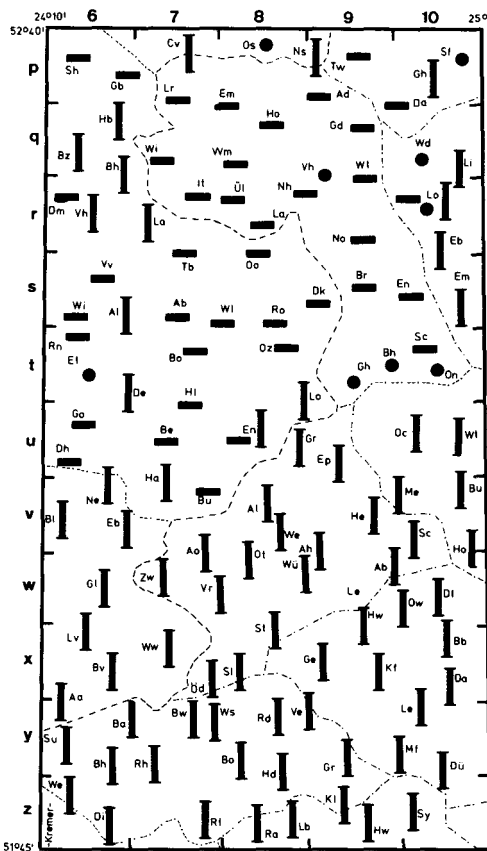 24°10' 6 7 8 9 10 25°
52°40'
Cv Os Ns Tw Sf
p Sh Gb Gh
Lr Em Ad Da
Hb Ho Gd
q Wd
Bz Bh Wi Wm Vh Wt Li
It Ül Nh Lo
Dm Vh
r La La No Eb
Tb Oa
Vv Dk Br En Em
s
Wi Al Ab Wl Ro
Rn Bo Oz Sc
t El Gh Bh On
De Hl Lo
Ga En Oc Wl
u Be Gr Ep
Dh
Ne Ha Bu Al Me Bu
v
Bl Eb We He Sc
Ao Ot Ah Ho
Zw Wü Ab
w Gl Vr Le Ow Dl
Lv St Hw Bb
Ww
x Bv Sl Ge Kf Da
Aa Od Le
Ba Bw Ws Rd Ve
y Su
Bh Rh Bo Hd Gr Mf Dü
We Kl
z Di Rf Ra Lb Hw Sy
-Kremer-
51°45'